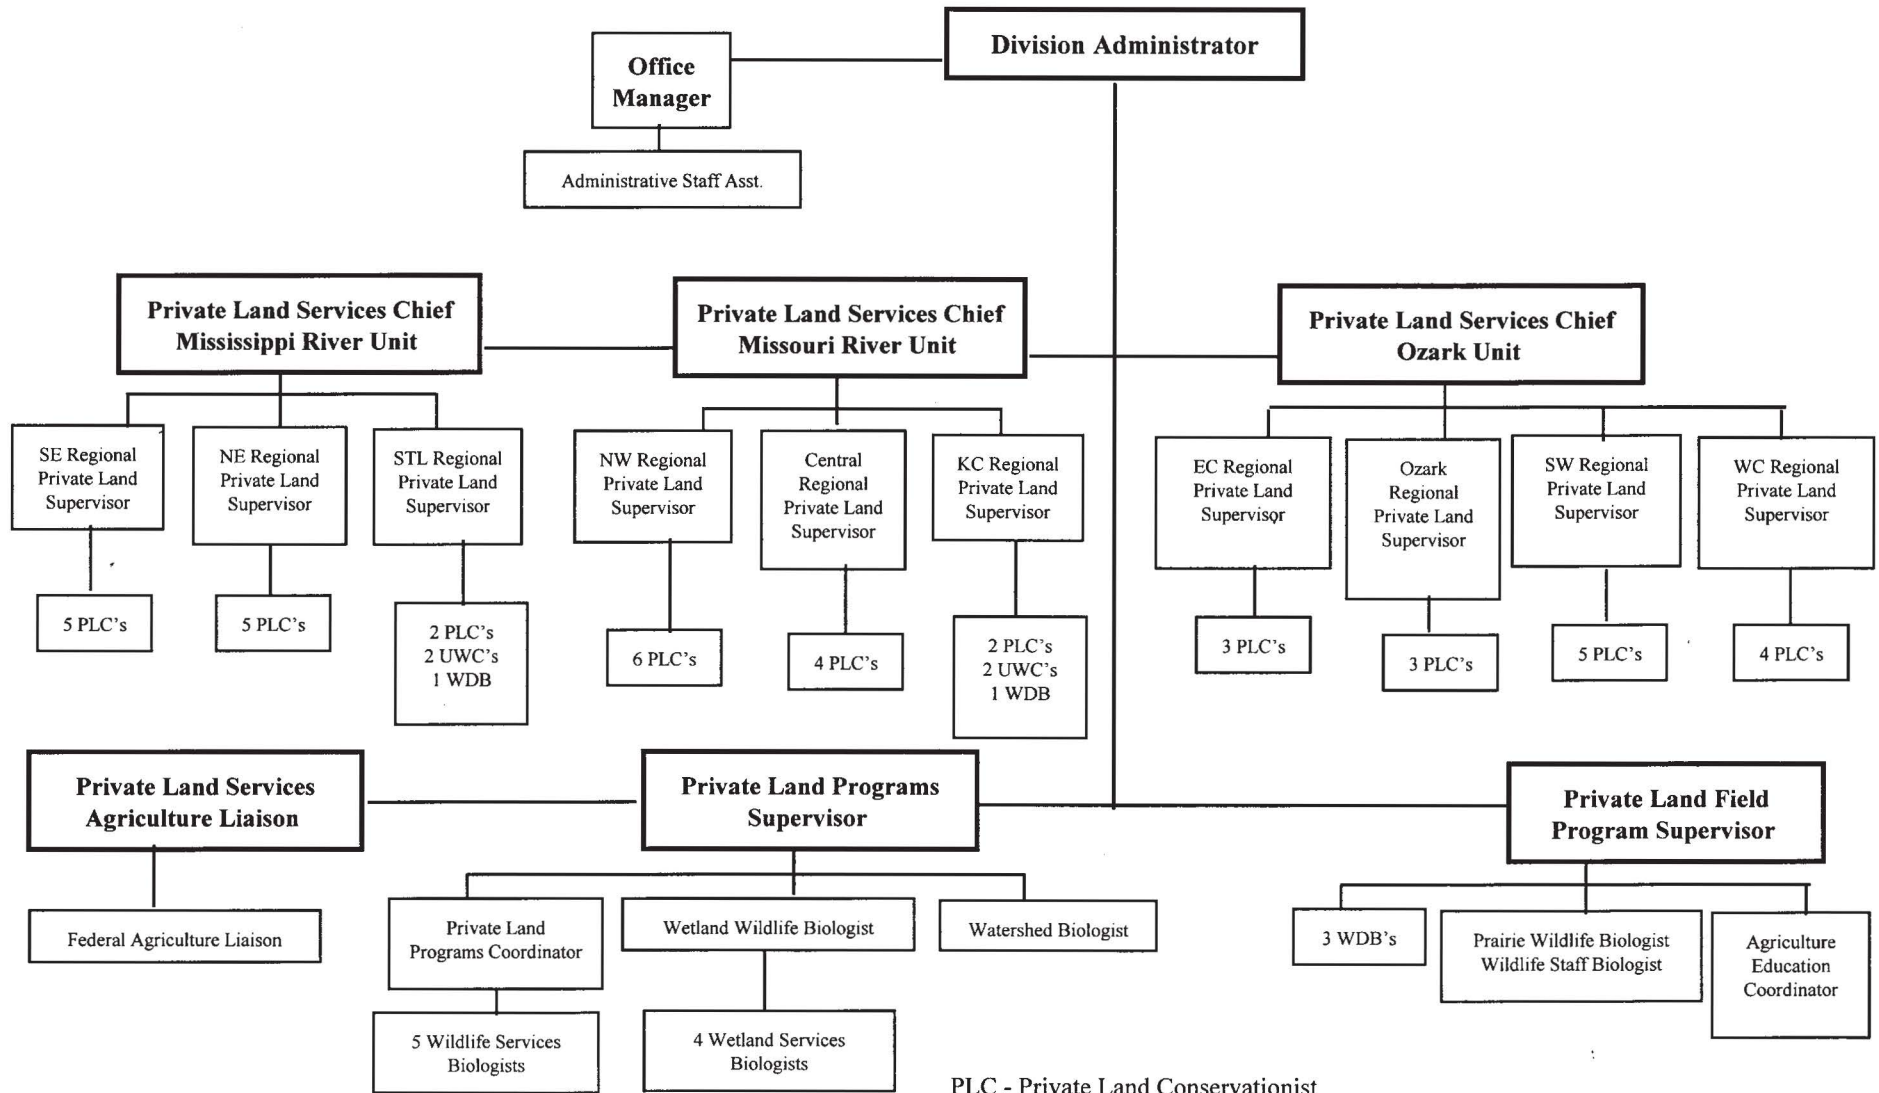 Division Administrator
Office
Manager
Administrative Staff Asst.
Private Land Services Chief
Mississippi River Unit
Private Land Services Chief
Missouri River Unit
Private Land Services Chief
Ozark Unit
SE Regional
Private Land
Supervisor
NE Regional
Private Land
Supervisor
STL Regional
Private Land
Supervisor
NW Regional
Private Land
Supervisor
Central
Regional
Private Land
Supervisor
KC Regional
Private Land
Supervisor
EC Regional
Private Land
Supervisor
Ozark
Regional
Private Land
Supervisor
SW Regional
Private Land
Supervisor
WC Regional
Private Land
Supervisor
5 PLC's
5 PLC's
2 PLC's
2 UWC's
1 WDB
6 PLC's
4 PLC's
2 PLC's
2 UWC's
1 WDB
3 PLC's
3 PLC's
5 PLC's
4 PLC's
Private Land Services
Agriculture Liaison
Private Land Programs
Supervisor
Private Land Field
Program Supervisor
Federal Agriculture Liaison
Private Land
Programs Coordinator
Wetland Wildlife Biologist
Watershed Biologist
3 WDB's
Prairie Wildlife Biologist
Wildlife Staff Biologist
Agriculture
Education
Coordinator
5 Wildlife Services
Biologists
4 Wetland Services
Biologists
PLC - Private Land Conservationist